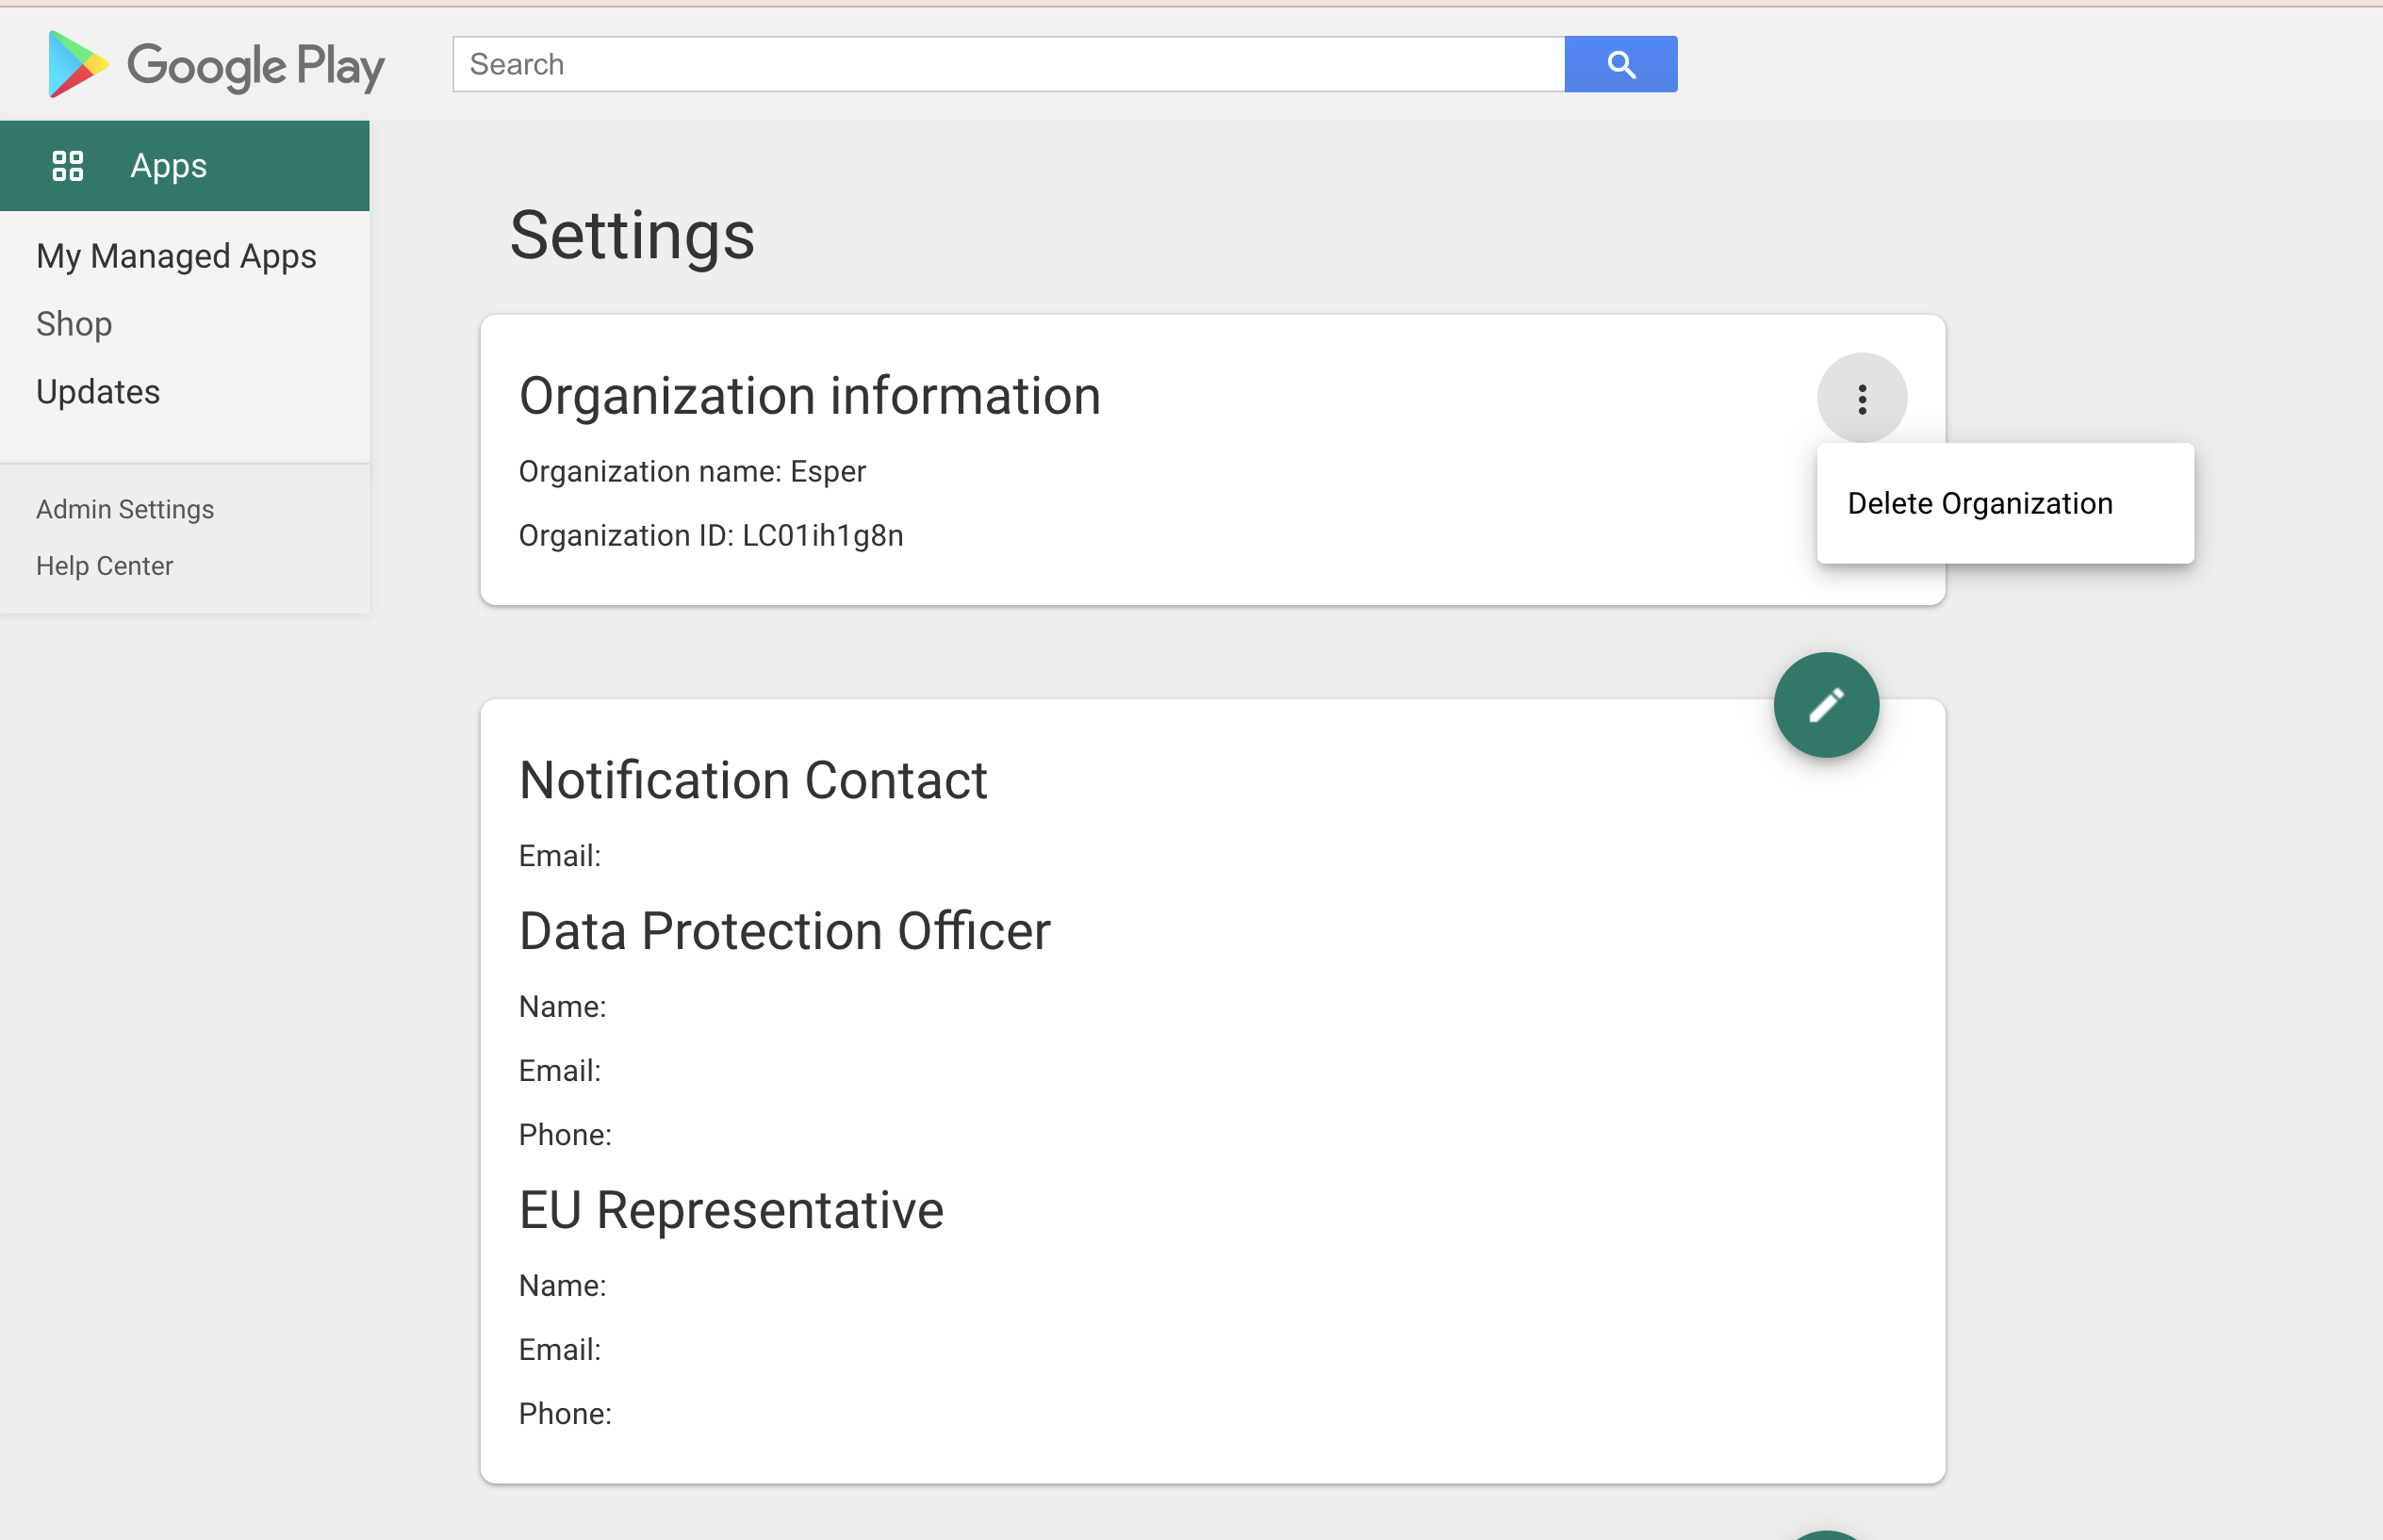 Google Play
Search
Apps
My Managed Apps
Shop
Updates
Admin Settings
Help Center
Settings
Organization information
Organization name: Esper
Organization ID: LC01ih1g8n
Delete Organization
Notification Contact
Email:
Data Protection Officer
Name:
Email:
Phone:
EU Representative
Name:
Email:
Phone: